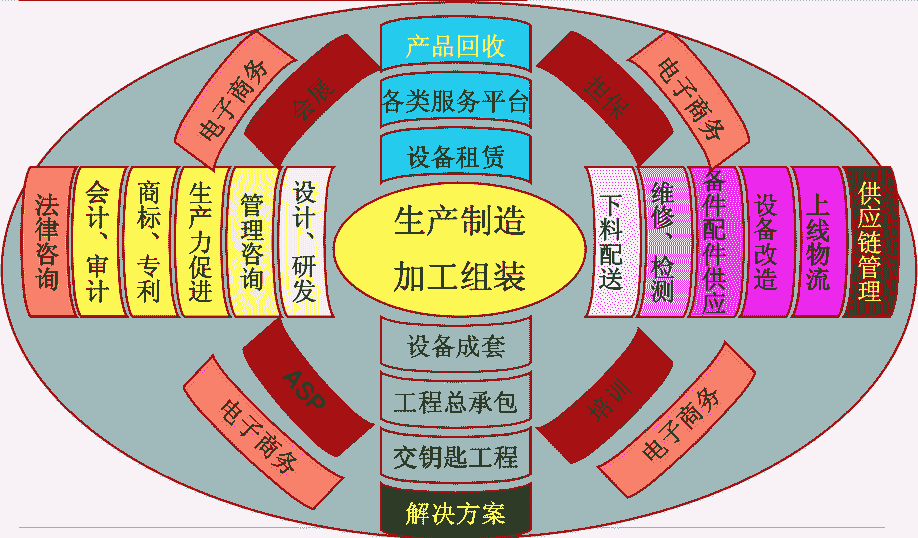 产品回收
各类服务平台
设备租赁
电子商务
会展
担保
电子商务
法律咨询
会计、审计
商标、专利
生产力促进
管理咨询
设计、研发
生产制造
加工组装
下料配送
维修、检测
备件配件供应
设备改造
上线物流
供应链管理
设备成套
工程总承包
交钥匙工程
解决方案
ASP
电子商务
培训
电子商务